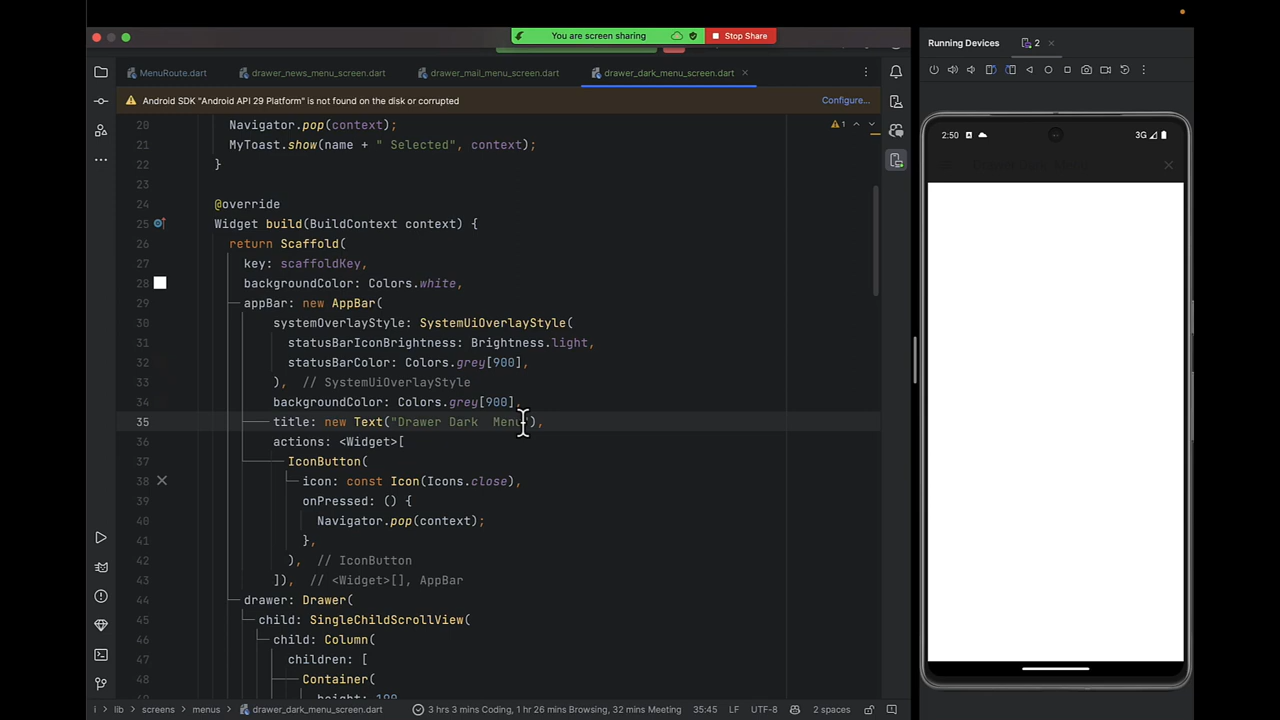 You are screen sharing
Stop Share
MenuRoute.dart
drawer_news_menu_screen.dart
drawer_mail_menu_screen.dart
drawer_dark_menu_screen.dart
Android SDK "Android API 29 Platform" is not found on the disk or corrupted
Configure...
20 Navigator.pop(context);
1
21 MyToast.show(name + " Selected", context);
22 }
23
24 @override
25 Widget build(BuildContext context) {
26 return Scaffold(
27 key: scaffoldKey,
28 backgroundColor: Colors.white,
29 appBar: new AppBar(
30 systemOverlayStyle: SystemUiOverlayStyle(
31 statusBarIconBrightness: Brightness.light,
32 statusBarColor: Colors.grey[900],
33 ), // SystemUiOverlayStyle
34 backgroundColor: Colors.grey[900],
35 title: new Text("Drawer Dark  Menu"),
36 actions: <Widget>[
37 IconButton(
38 icon: const Icon(Icons.close),
39 onPressed: () {
40 Navigator.pop(context);
41 },
42 ), // IconButton
43 ]), // <Widget>[], AppBar
44 drawer: Drawer(
45 child: SingleChildScrollView(
46 child: Column(
47 children: [
48 Container(
lib > screens > menus > drawer_dark_menu_screen.dart
3 hrs 3 mins Coding, 1 hr 26 mins Browsing, 32 mins Meeting
35:45 LF UTF-8 2 spaces
Running Devices
2
2:50
3G